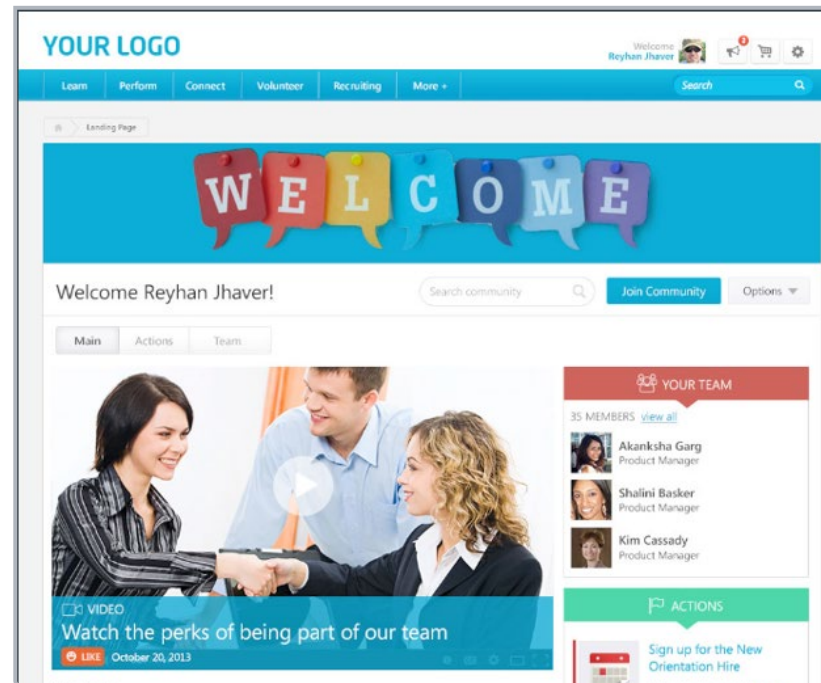 YOUR LOGO
Welcome
Reyhan Jhaver
2
Learn Perform Connect Volunteer Recruiting More +
Search
Landing Page
WELCOME
Welcome Reyhan Jhaver!
Search community
Join Community
Options
Main Actions Team
YOUR TEAM
35 MEMBERS view all
Akanksha Garg
Product Manager
Shalini Basker
Product Manager
Kim Cassady
Product Manager
VIDEO
Watch the perks of being part of our team
LIKE October 20, 2013
ACTIONS
Sign up for the New
Orientation Hire